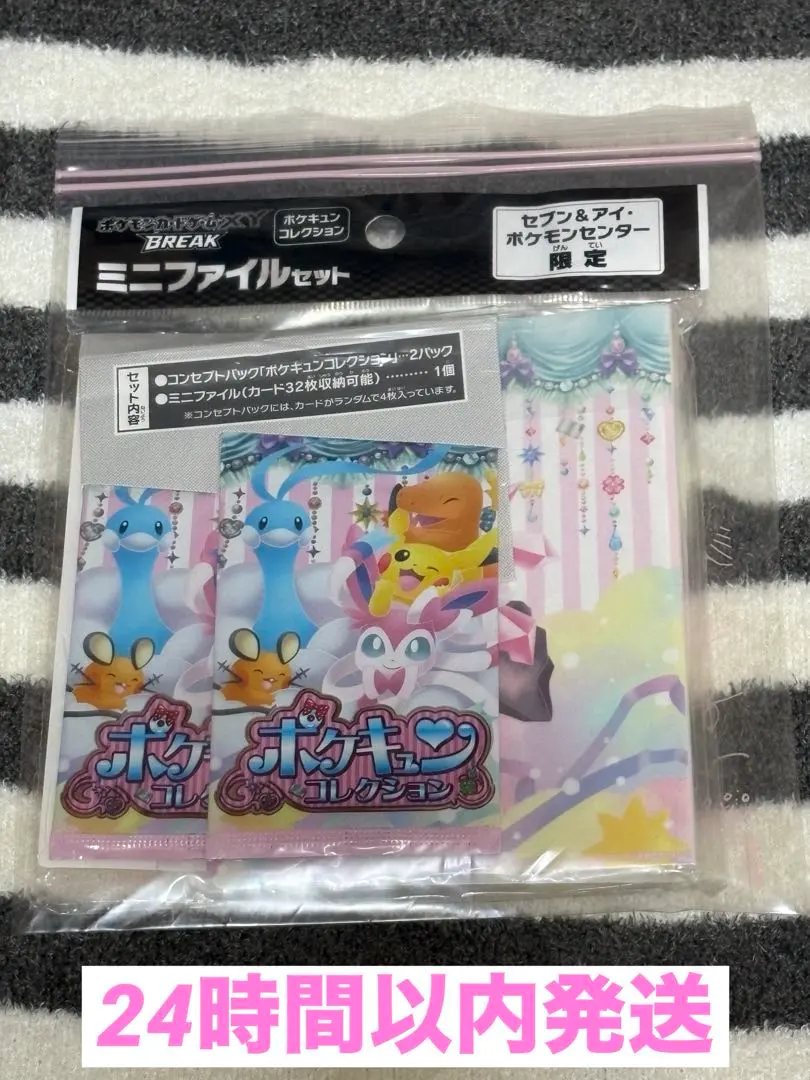 ポケモンカードゲームXY
BREAK
ポケキュン
コレクション
ミニファイルセット
セブン&アイ・
ポケモンセンター
げん てい
限定
セット内容
●コンセプトパック「ポケキュンコレクション」…2パック
●ミニファイル(カード32枚収納可能)………1個
※コンセプトパックには、カードがランダムで4枚入っています。
ポケ
コレク
ポケキュン
コレクション
24時間以内発送